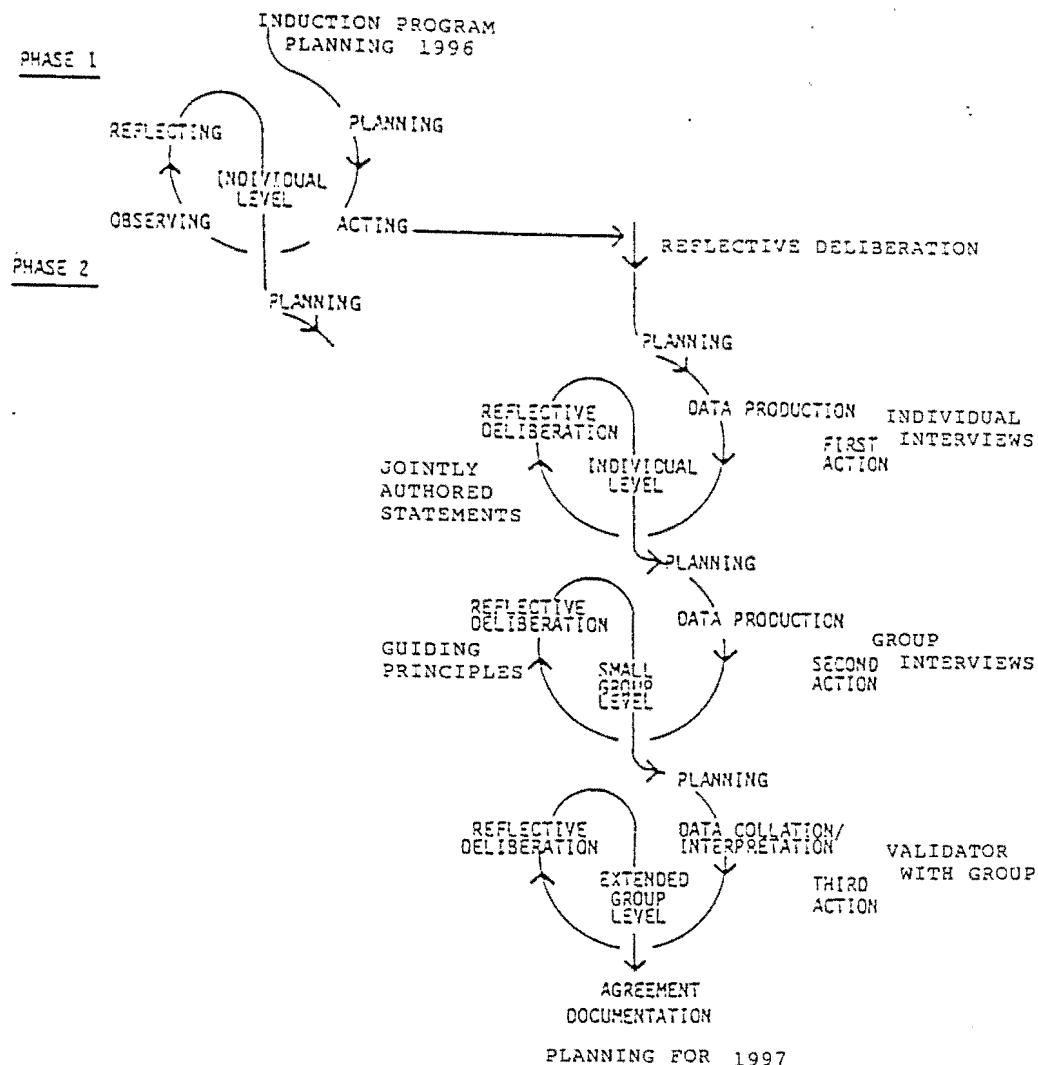 INDUCTION PROGRAM
PLANNING 1996
PHASE 1
REFLECTING
PLANNING
INDIVIDUAL
LEVEL
OBSERVING
ACTING
REFLECTIVE DELIBERATION
PHASE 2
PLANNING
PLANNING
REFLECTIVE
DELIBERATION
DATA PRODUCTION
INDIVIDUAL
INTERVIEWS
FIRST
ACTION
INDIVIDUAL
LEVEL
JOINTLY
AUTHORED
STATEMENTS
PLANNING
REFLECTIVE
DELIBERATION
DATA PRODUCTION
GROUP
INTERVIEWS
SECOND
ACTION
GUIDING
PRINCIPLES
SMALL
GROUP
LEVEL
PLANNING
REFLECTIVE
DELIBERATION
DATA COLLATION/
INTERPRETATION
VALIDATOR
WITH GROUP
THIRD
ACTION
EXTENDED
GROUP
LEVEL
AGREEMENT
DOCUMENTATION
PLANNING FOR 1997